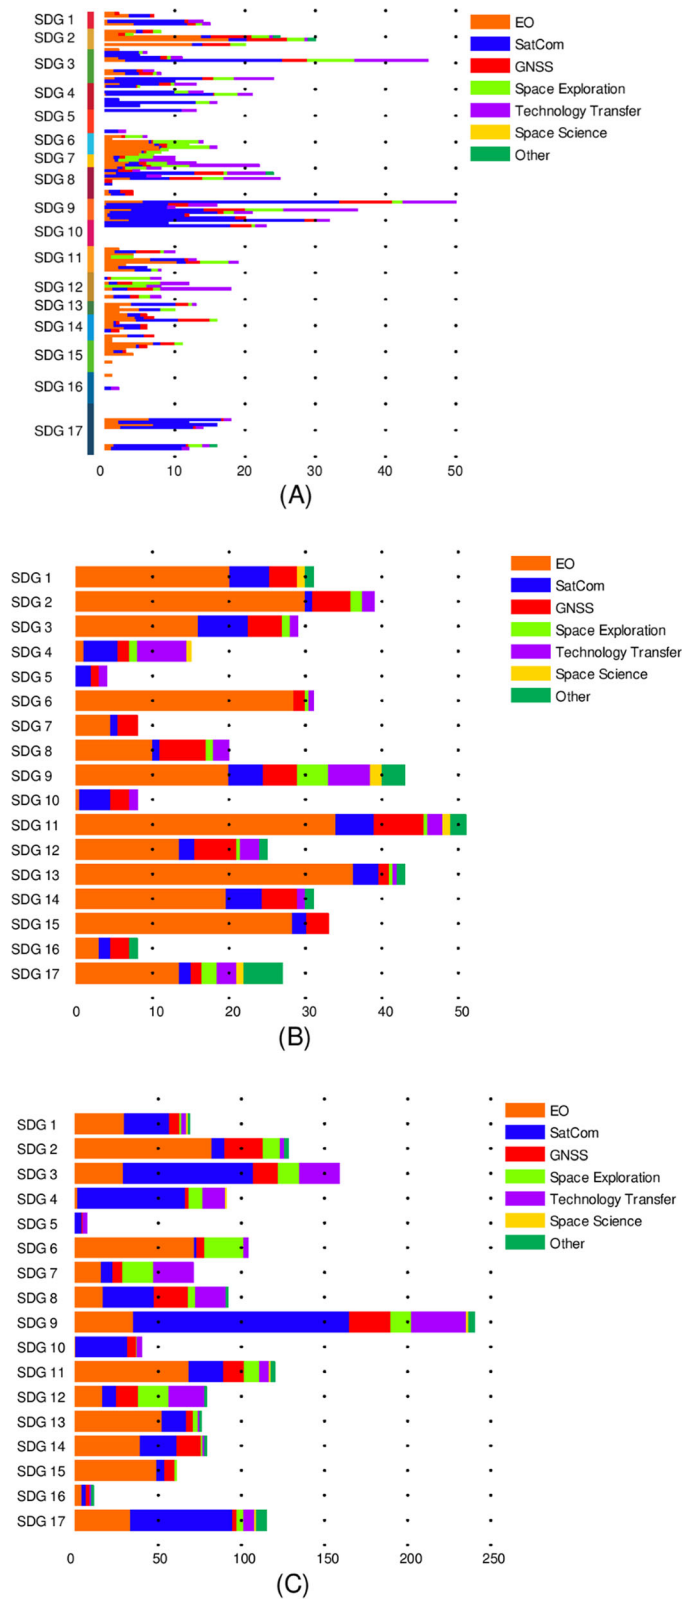 SDG 1
SDG 2
SDG 3
SDG 4
SDG 5
SDG 6
SDG 7
SDG 8
SDG 9
SDG 10
SDG 11
SDG 12
SDG 13
SDG 14
SDG 15
SDG 16
SDG 17
0 10 20 30 40 50
EO
SatCom
GNSS
Space Exploration
Technology Transfer
Space Science
Other
(A)
SDG 1
SDG 2
SDG 3
SDG 4
SDG 5
SDG 6
SDG 7
SDG 8
SDG 9
SDG 10
SDG 11
SDG 12
SDG 13
SDG 14
SDG 15
SDG 16
SDG 17
0 10 20 30 40 50
EO
SatCom
GNSS
Space Exploration
Technology Transfer
Space Science
Other
(B)
SDG 1
SDG 2
SDG 3
SDG 4
SDG 5
SDG 6
SDG 7
SDG 8
SDG 9
SDG 10
SDG 11
SDG 12
SDG 13
SDG 14
SDG 15
SDG 16
SDG 17
0 50 100 150 200 250
EO
SatCom
GNSS
Space Exploration
Technology Transfer
Space Science
Other
(C)